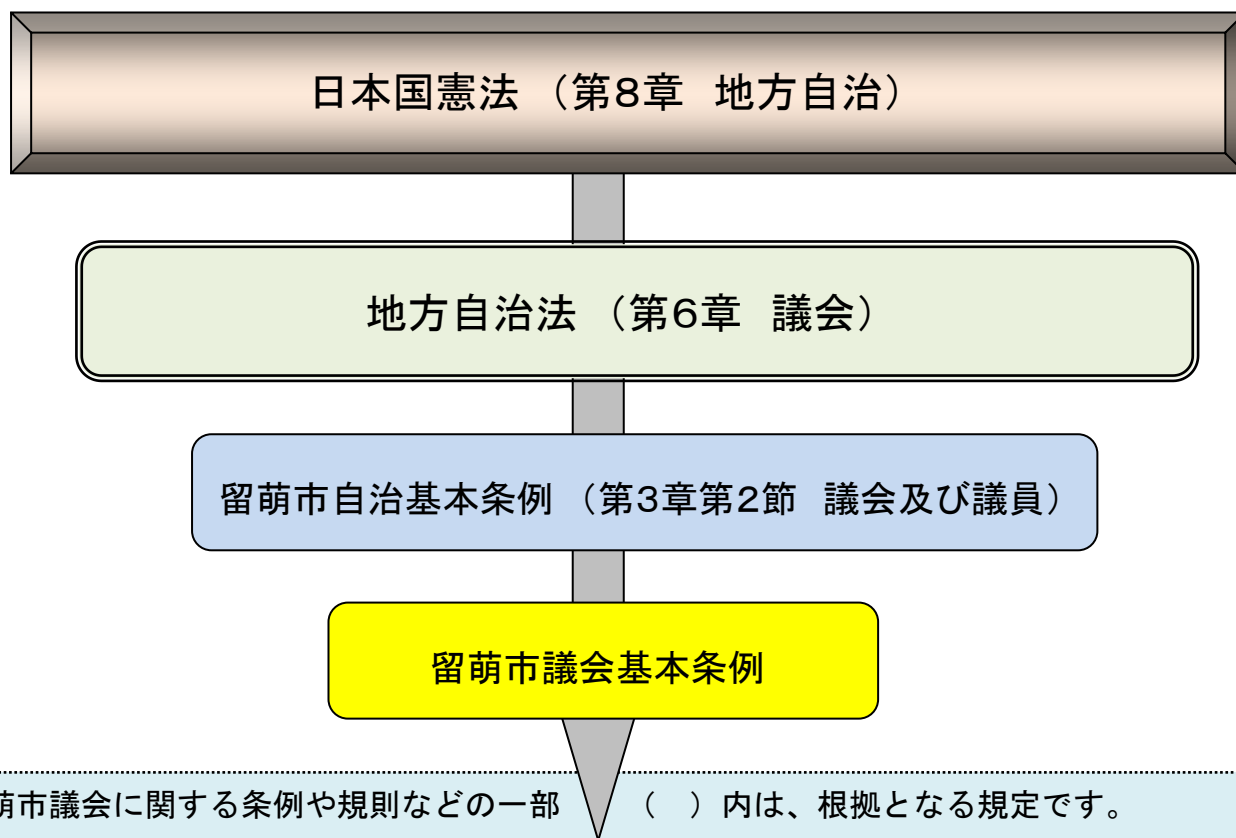 日本国憲法 （第8章 地方自治）
地方自治法 （第6章 議会）
留萌市自治基本条例 （第3章第2節 議会及び議員）
留萌市議会基本条例
萌市議会に関する条例や規則などの一部 （ ）内は、根拠となる規定です。